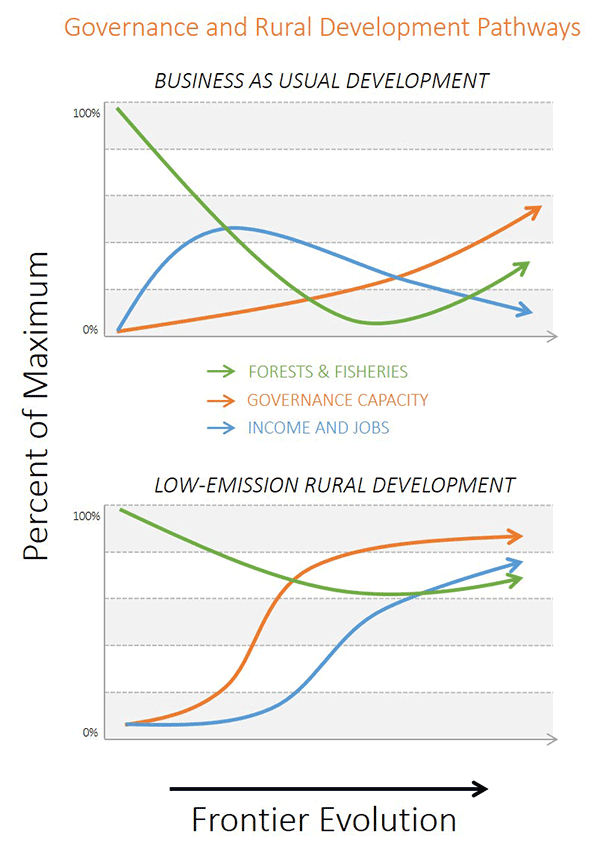 Governance and Rural Development Pathways
BUSINESS AS USUAL DEVELOPMENT
100%
0%
FORESTS & FISHERIES
GOVERNANCE CAPACITY
INCOME AND JOBS
Percent of Maximum
LOW-EMISSION RURAL DEVELOPMENT
100%
0%
Frontier Evolution